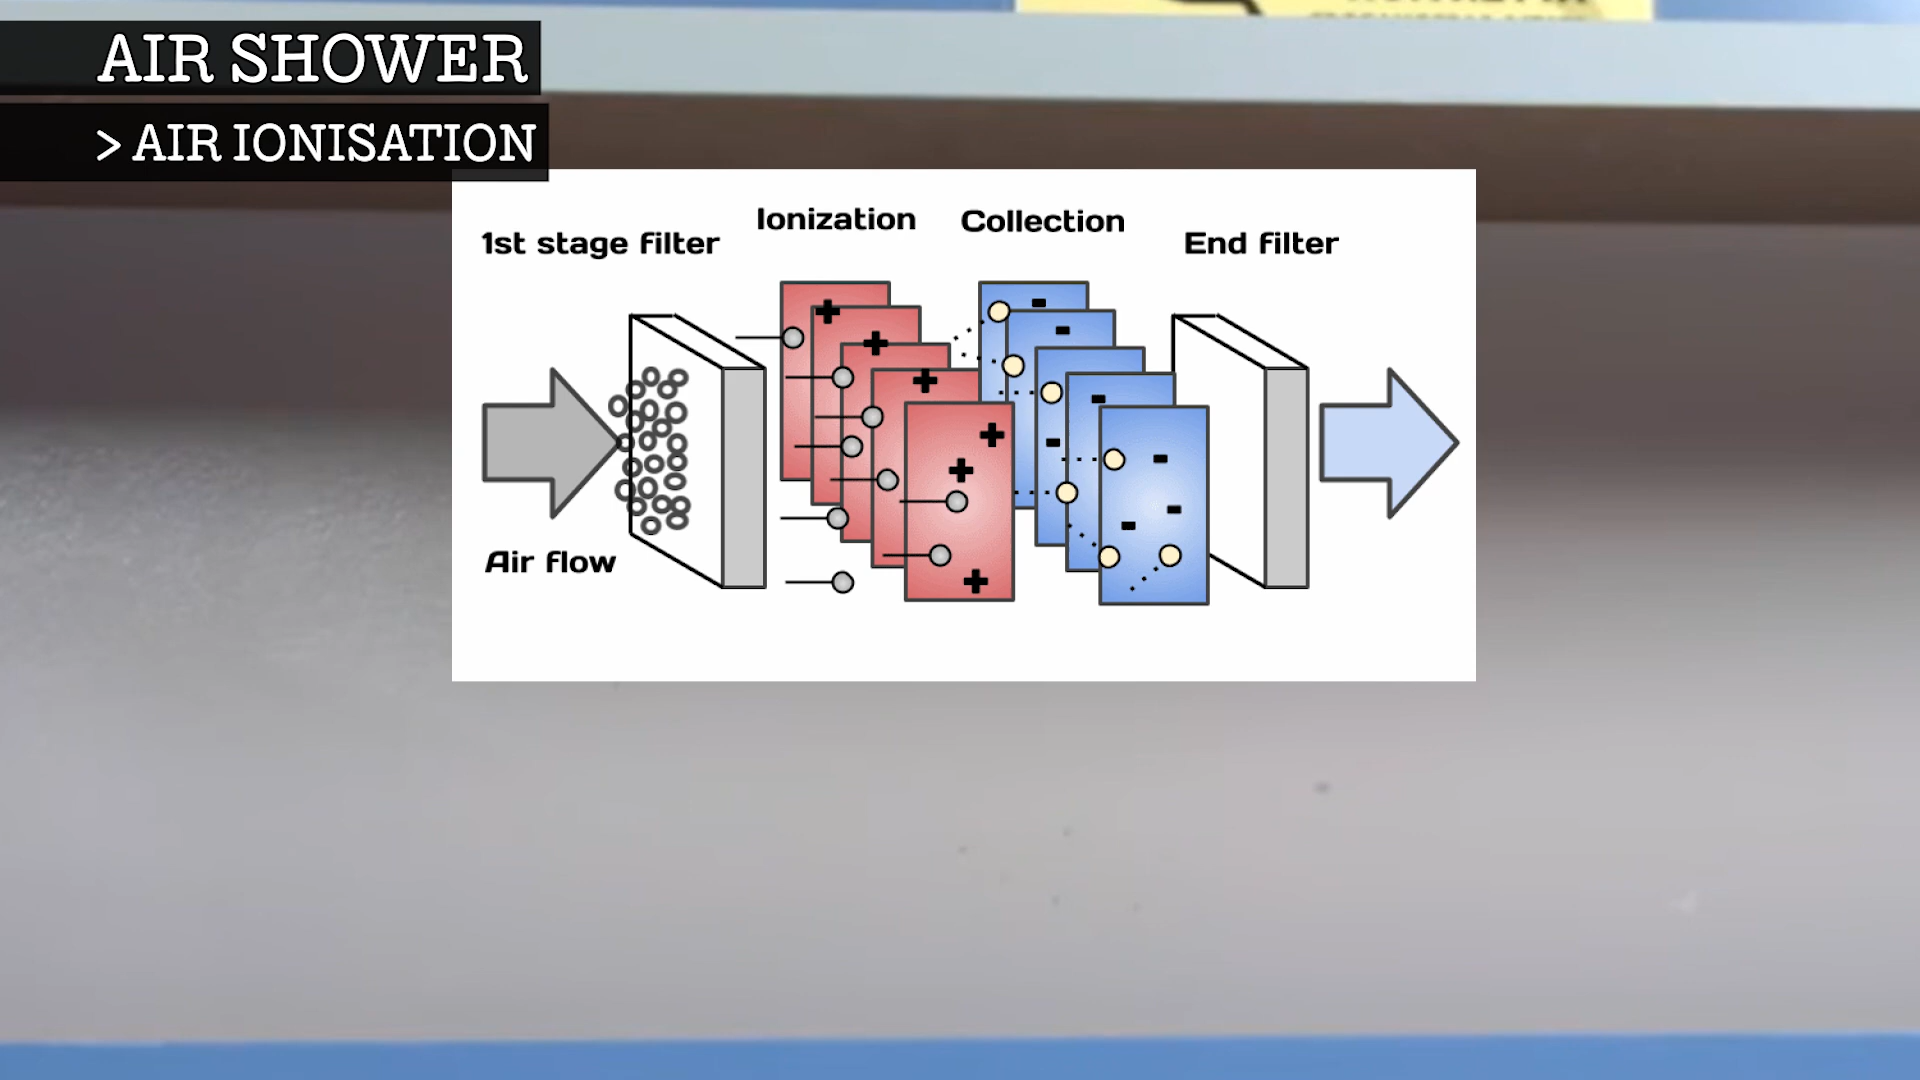 AIR SHOWER
> AIR IONISATION
1st stage filter
Ionization
Collection
End filter
Air flow